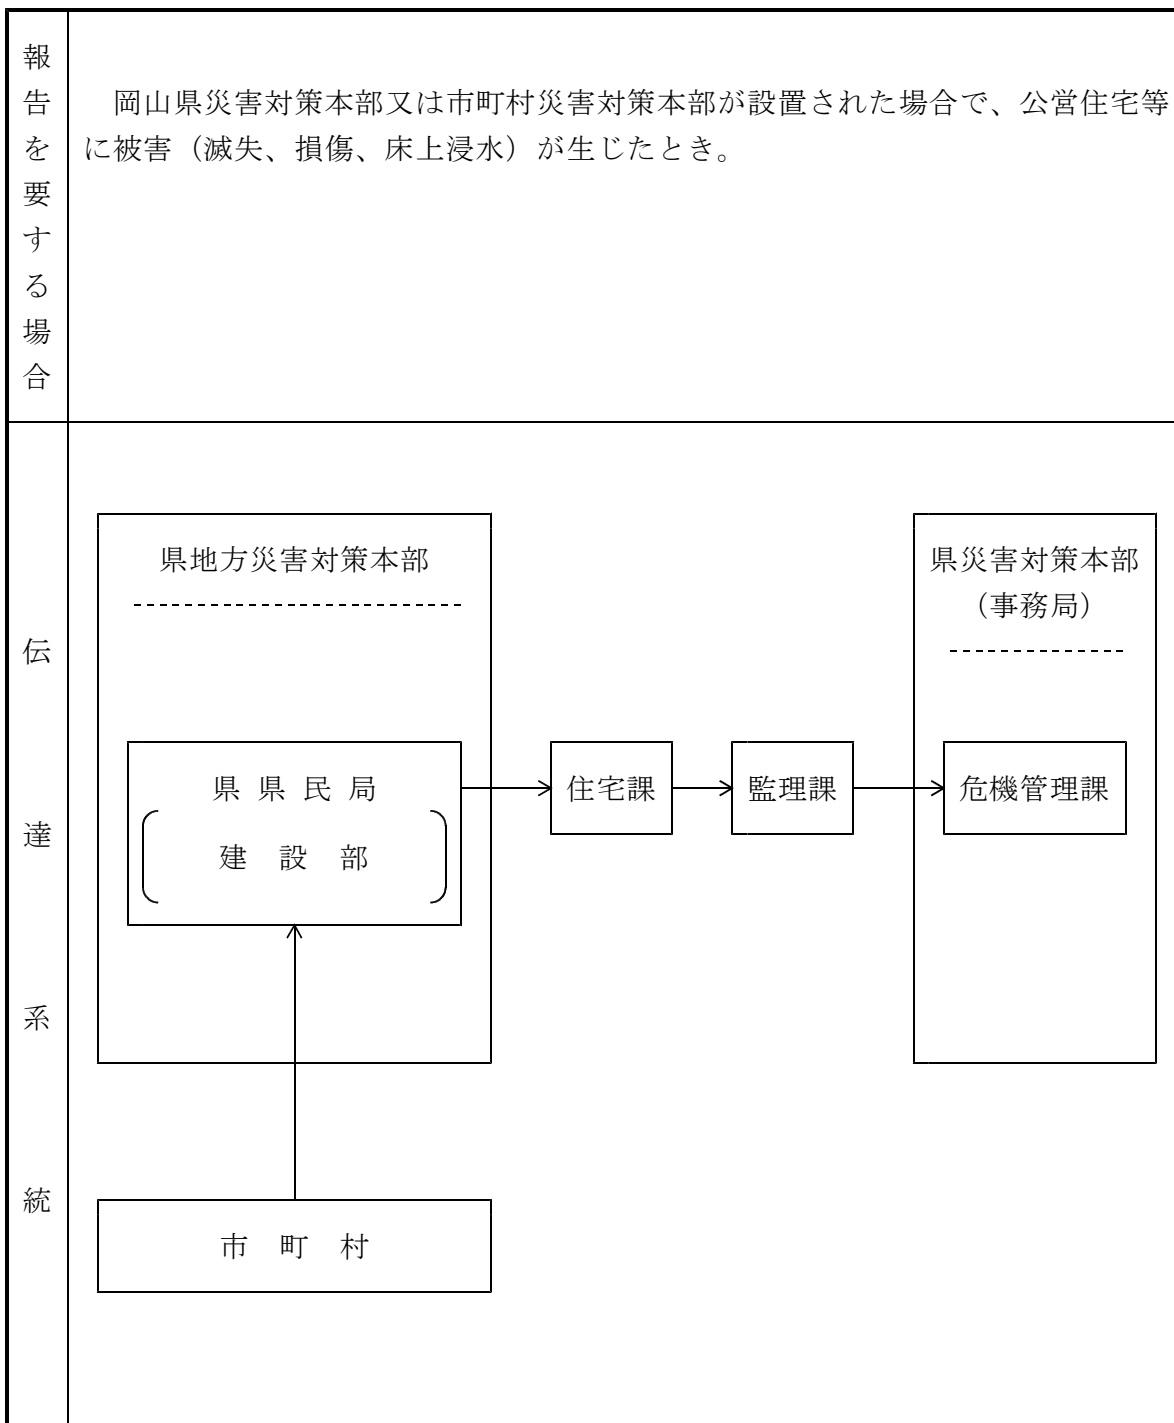 報告を要する場合
岡山県災害対策本部又は市町村災害対策本部が設置された場合で、公営住宅等
に被害（滅失、損傷、床上浸水）が生じたとき。
伝達系統
県地方災害対策本部
県災害対策本部
（事務局）
県県民局
建設部
住宅課
監理課
危機管理課
市町村